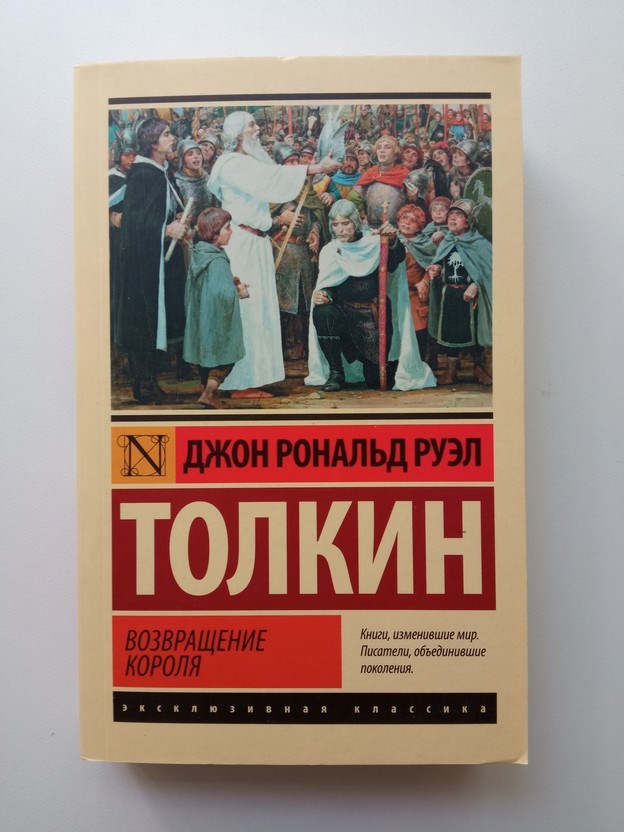 N
ДЖОН РОНАЛЬД РУЭЛ
ТОЛКИН
ВОЗВРАЩЕНИЕ
КОРОЛЯ
Книги, изменившие мир.
Писатели, объединившие
поколения.
эксклюзивная классика